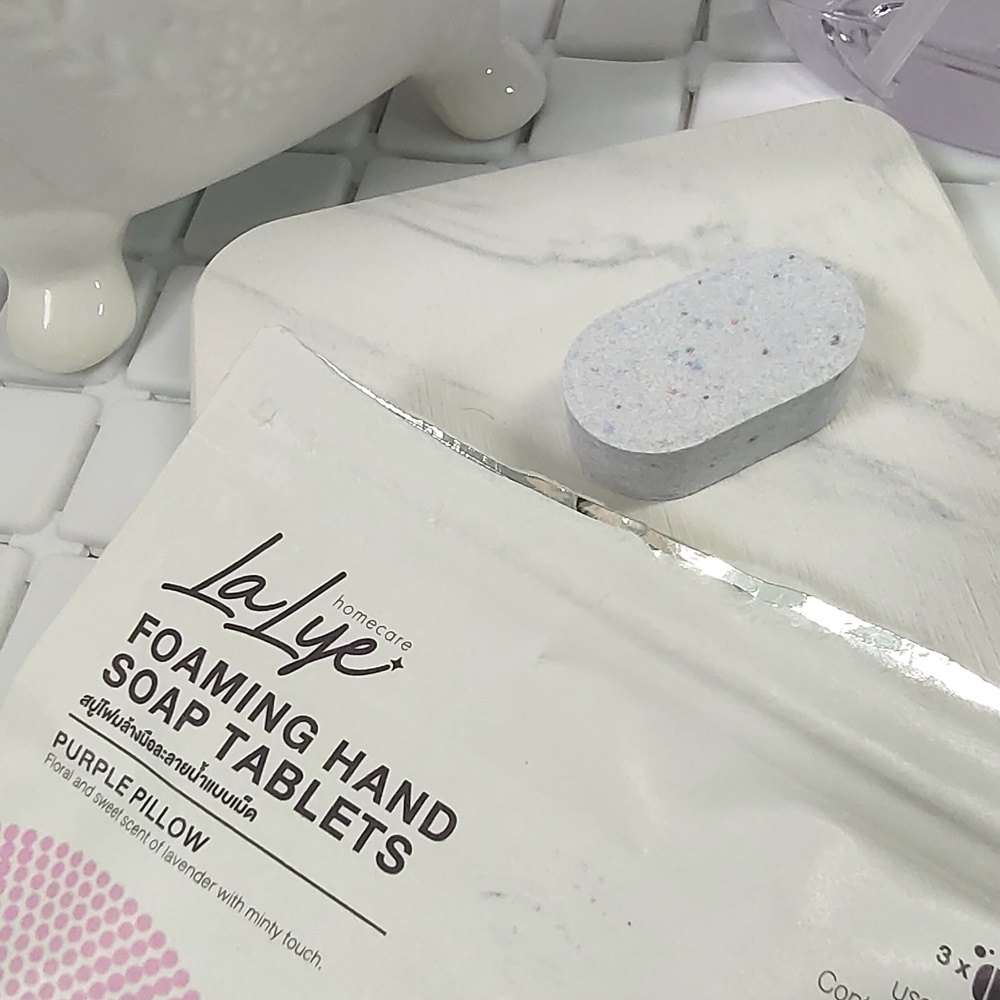 LaLye homecare
FOAMING HAND
SOAP TABLETS
สบู่โฟมล้างมือละลายน้ำแบบเม็ด
PURPLE PILLOW
Floral and sweet scent of lavender with minty touch.
3 x